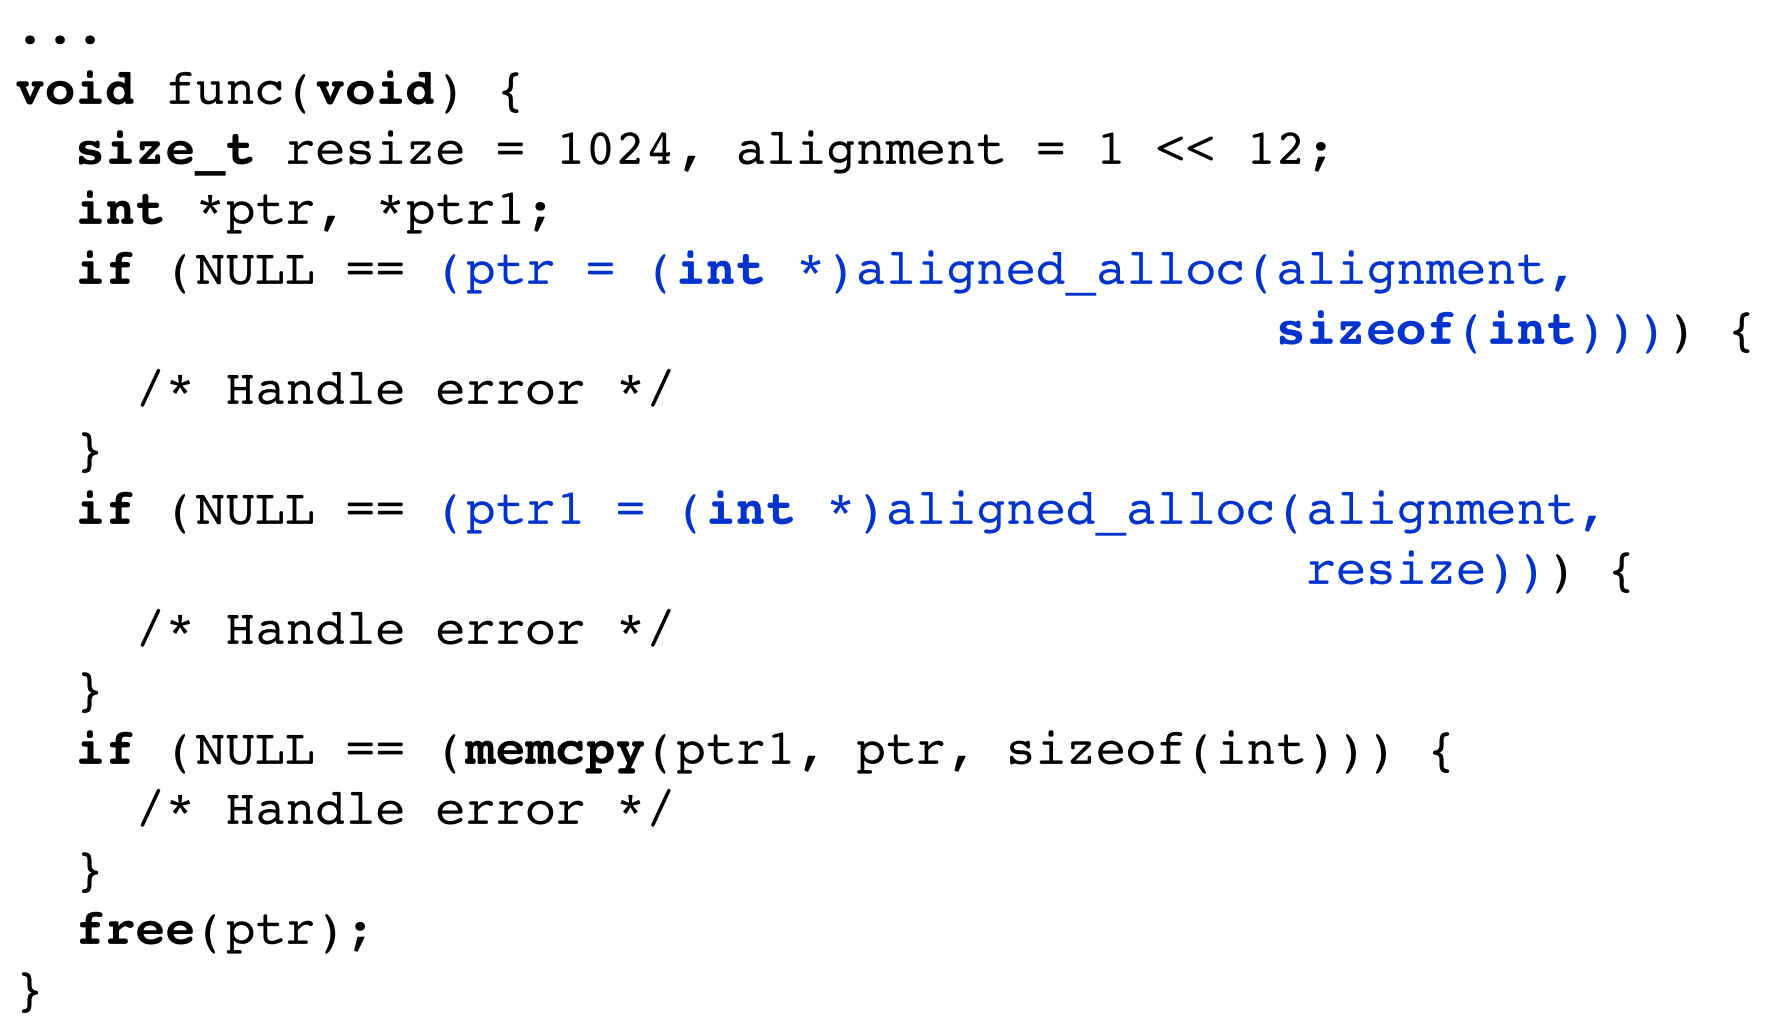 ...
void func(void) {
  size_t resize = 1024, alignment = 1 << 12;
  int *ptr, *ptr1;
  if (NULL == (ptr = (int *)aligned_alloc(alignment,
                                          sizeof(int)))) {
    /* Handle error */
  }
  if (NULL == (ptr1 = (int *)aligned_alloc(alignment,
                                           resize))) {
    /* Handle error */
  }
  if (NULL == (memcpy(ptr1, ptr, sizeof(int))) {
    /* Handle error */
  }
  free(ptr);
}